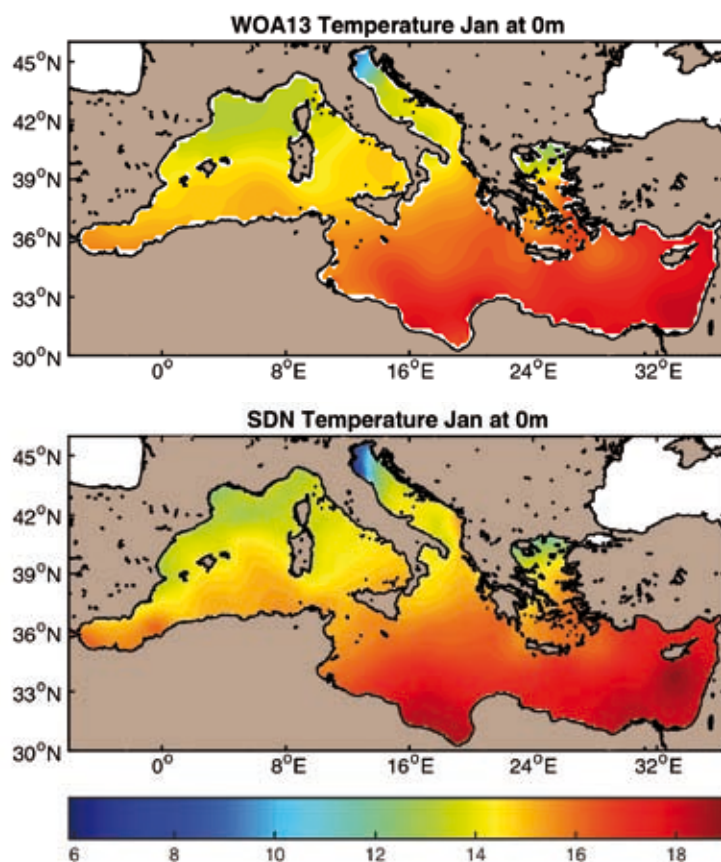 WOA13 Temperature Jan at 0m
45°N
42°N
39°N
36°N
33°N
30°N
0° 8°E 16°E 24°E 32°E
SDN Temperature Jan at 0m
45°N
42°N
39°N
36°N
33°N
30°N
0° 8°E 16°E 24°E 32°E
6 8 10 12 14 16 18